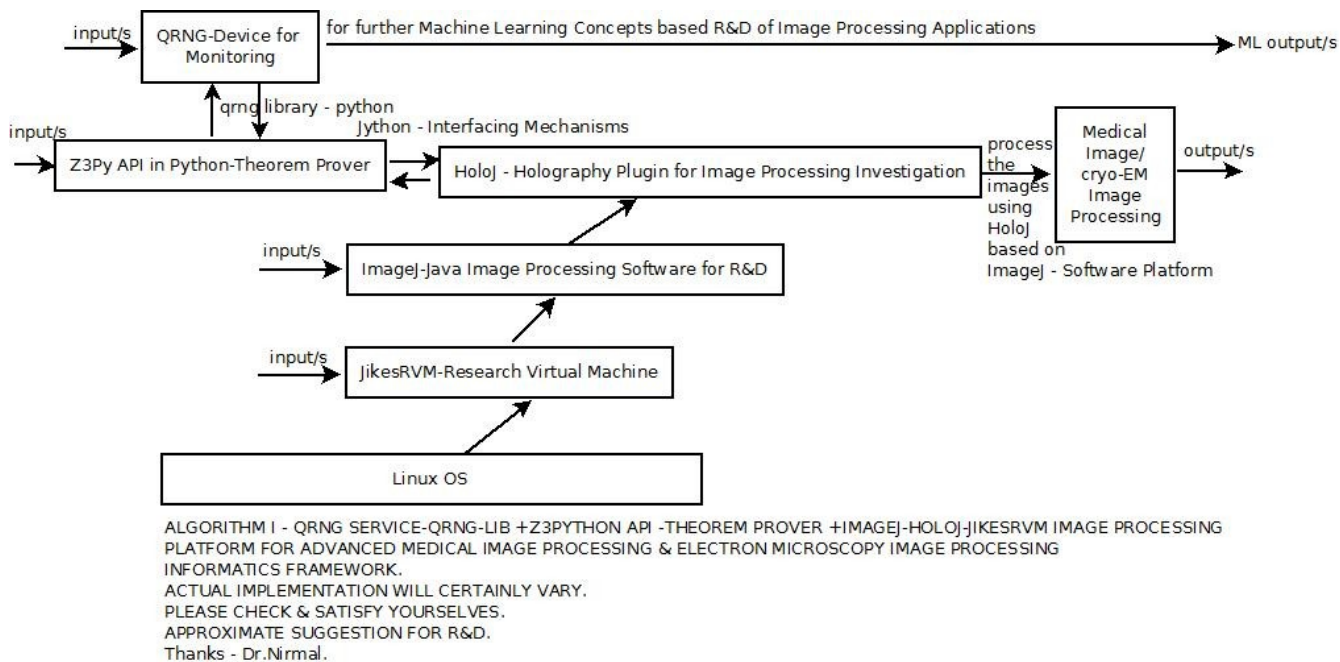 input/s
QRNG-Device for
Monitoring
for further Machine Learning Concepts based R&D of Image Processing Applications
ML output/s
qrng library - python
input/s
Jython - Interfacing Mechanisms
Z3Py API in Python-Theorem Prover
HoloJ - Holography Plugin for Image Processing Investigation
process
the
images
using
HoloJ
based on
ImageJ - Software Platform
Medical
Image/
cryo-EM
Image
Processing
output/s
input/s
ImageJ-Java Image Processing Software for R&D
input/s
JikesRVM-Research Virtual Machine
Linux OS
ALGORITHM I - QRNG SERVICE-QRNG-LIB +Z3PYTHON API -THEOREM PROVER +IMAGEJ-HOLOJ-JIKESRVM IMAGE PROCESSING
PLATFORM FOR ADVANCED MEDICAL IMAGE PROCESSING & ELECTRON MICROSCOPY IMAGE PROCESSING
INFORMATICS FRAMEWORK.
ACTUAL IMPLEMENTATION WILL CERTAINLY VARY.
PLEASE CHECK & SATISFY YOURSELVES.
APPROXIMATE SUGGESTION FOR R&D.
Thanks - Dr.Nirmal.